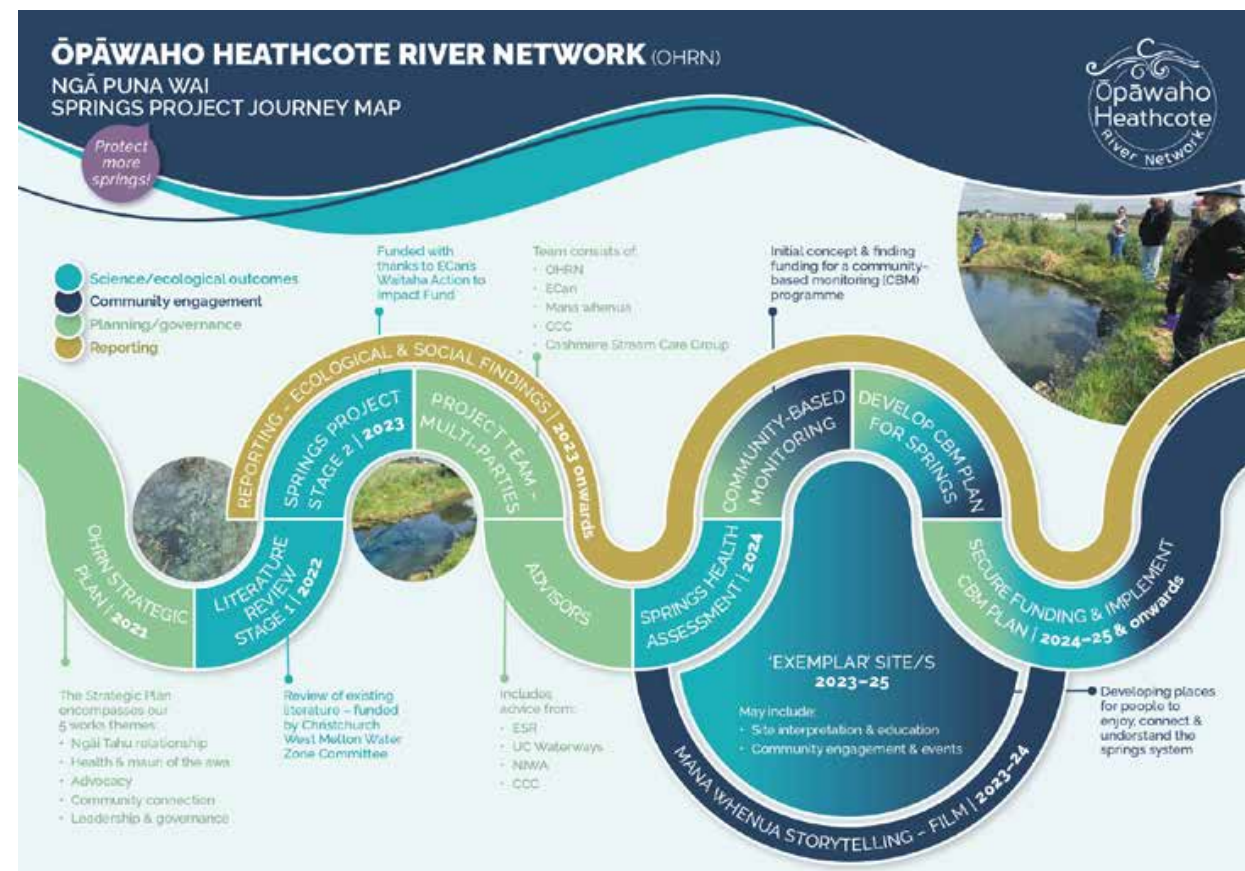 ŌPĀWAHO HEATHCOTE RIVER NETWORK (OHRN)
NGĀ PUNA WAI
SPRINGS PROJECT JOURNEY MAP
Protect
more
springs!
Ōpāwaho
Heathcote
River Network
Science/ecological outcomes
Community engagement
Planning/governance
Reporting
Funded with
thanks to ECan's
Waitaha Action to
Impact Fund
Team consists of:
• OHRN
• ECan
• Mana whenua
• CCC
• Cashmere Stream Care Group
Initial concept & finding
funding for a community-
based monitoring (CBM)
programme
REPORTING – ECOLOGICAL & SOCIAL FINDINGS | 2023 onwards
OHRN STRATEGIC
PLAN | 2021
LITERATURE
REVIEW
STAGE 1 | 2022
SPRINGS PROJECT
STAGE 2 | 2023
PROJECT TEAM –
MULTI-PARTIES
ADVISORS
SPRINGS HEALTH
ASSESSMENT | 2024
COMMUNITY-BASED
MONITORING
DEVELOP CBM PLAN
FOR SPRINGS
SECURE FUNDING & IMPLEMENT
CBM PLAN | 2024–25 & onwards
'EXEMPLAR' SITE/S
2023–25
May include:
• Site interpretation & education
• Community engagement & events
MANA WHENUA STORYTELLING – FILM | 2023–24
The Strategic Plan
encompasses our
5 works themes:
• Ngāi Tahu relationship
• Health & mauri of the awa
• Advocacy
• Community connection
• Leadership & governance
Review of existing
literature – funded
by Christchurch
West Melton Water
Zone Committee
Includes
advice from:
• ESR
• UC Waterways
• NIWA
• CCC
Developing places
for people to
enjoy, connect &
understand the
springs system